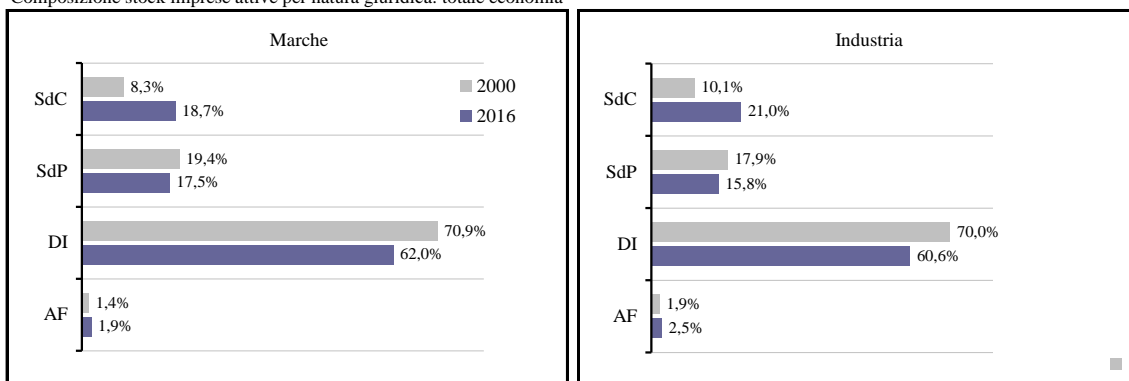 Composizione stock imprese attive per natura giuridica: totale economia
Marche
SdC
8,3%
18,7%
2000
2016
SdP
19,4%
17,5%
DI
70,9%
62,0%
AF
1,4%
1,9%
Industria
SdC
10,1%
21,0%
SdP
17,9%
15,8%
DI
70,0%
60,6%
AF
1,9%
2,5%